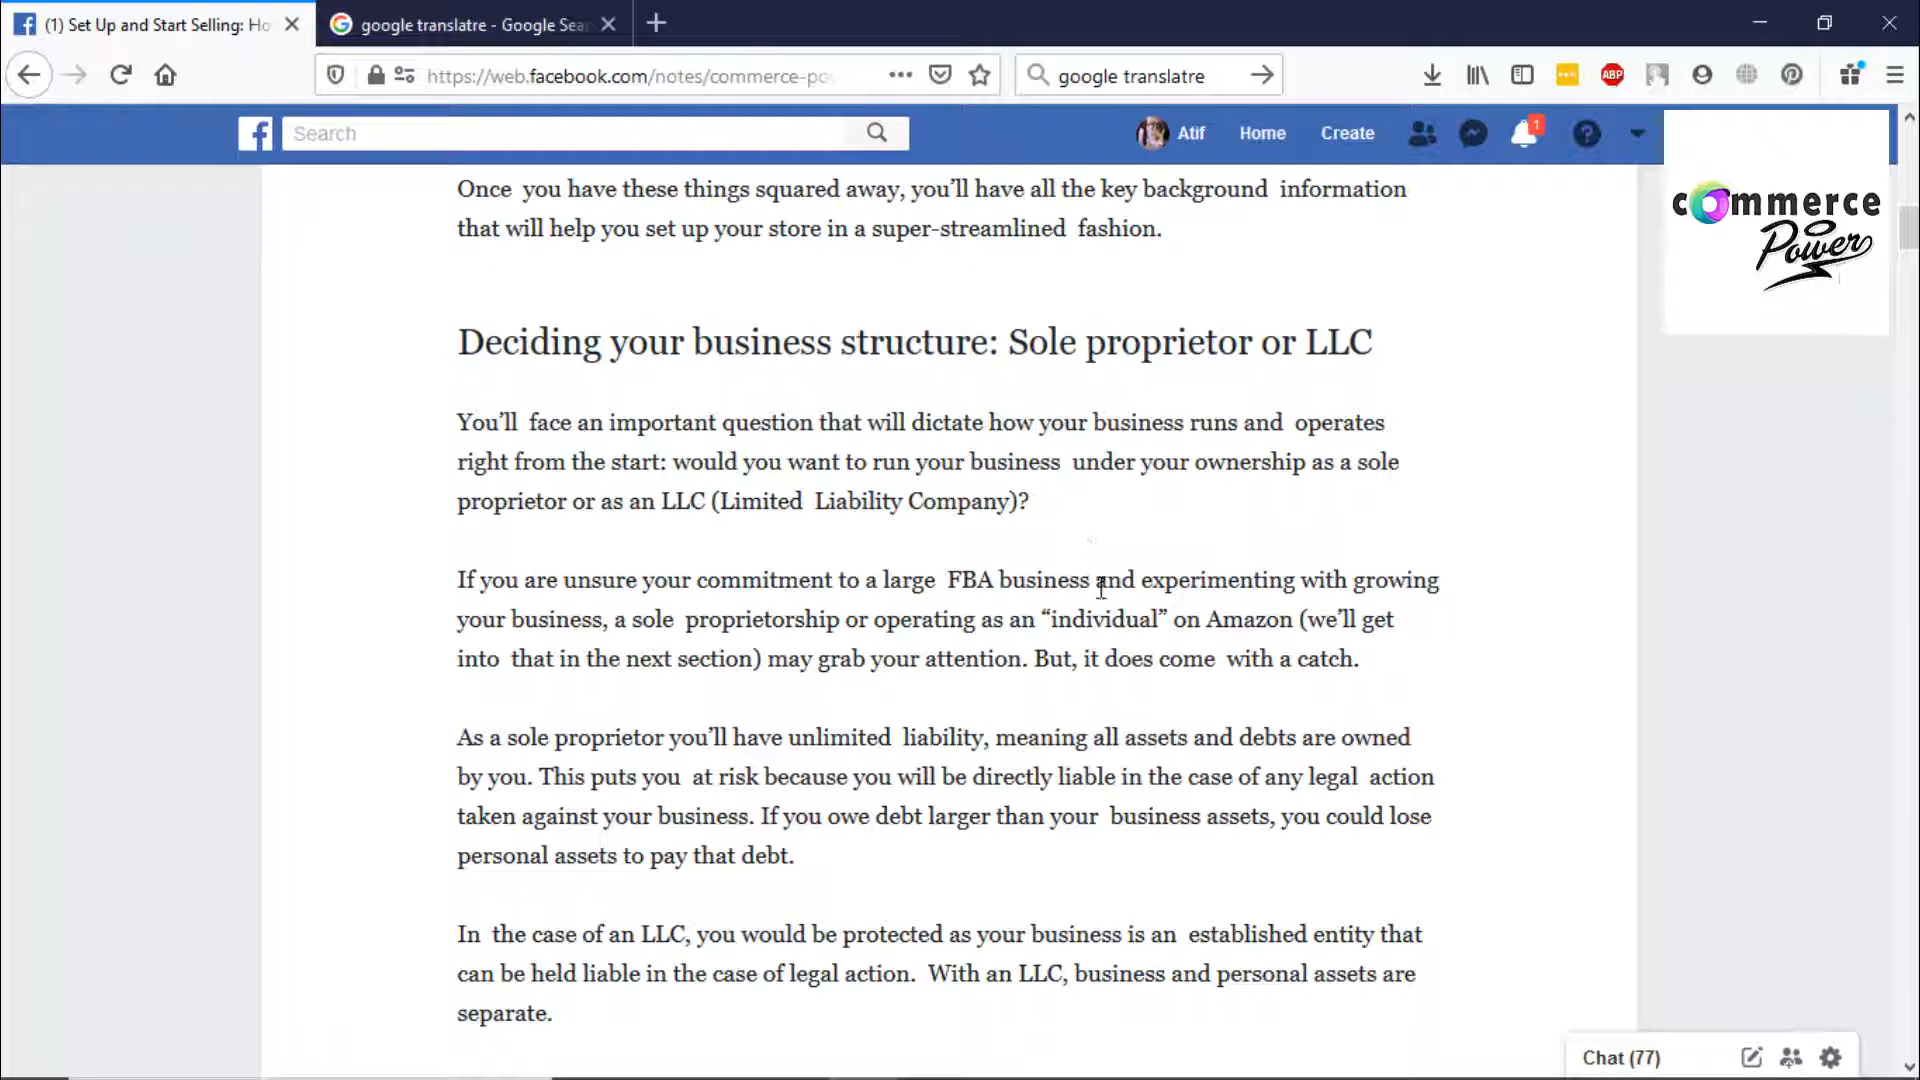 (1) Set Up and Start Selling: Ho
google translatre - Google Sea
https://web.facebook.com/notes/commerce-po
google translatre
ABP
Search
Atif
Home
Create
1
commerce
Power
Once you have these things squared away, you’ll have all the key background information
that will help you set up your store in a super-streamlined fashion.
Deciding your business structure: Sole proprietor or LLC
You’ll face an important question that will dictate how your business runs and operates
right from the start: would you want to run your business under your ownership as a sole
proprietor or as an LLC (Limited Liability Company)?
If you are unsure your commitment to a large FBA business and experimenting with growing
your business, a sole proprietorship or operating as an “individual” on Amazon (we’ll get
into that in the next section) may grab your attention. But, it does come with a catch.
As a sole proprietor you’ll have unlimited liability, meaning all assets and debts are owned
by you. This puts you at risk because you will be directly liable in the case of any legal action
taken against your business. If you owe debt larger than your business assets, you could lose
personal assets to pay that debt.
In the case of an LLC, you would be protected as your business is an established entity that
can be held liable in the case of legal action. With an LLC, business and personal assets are
separate.
Chat (77)